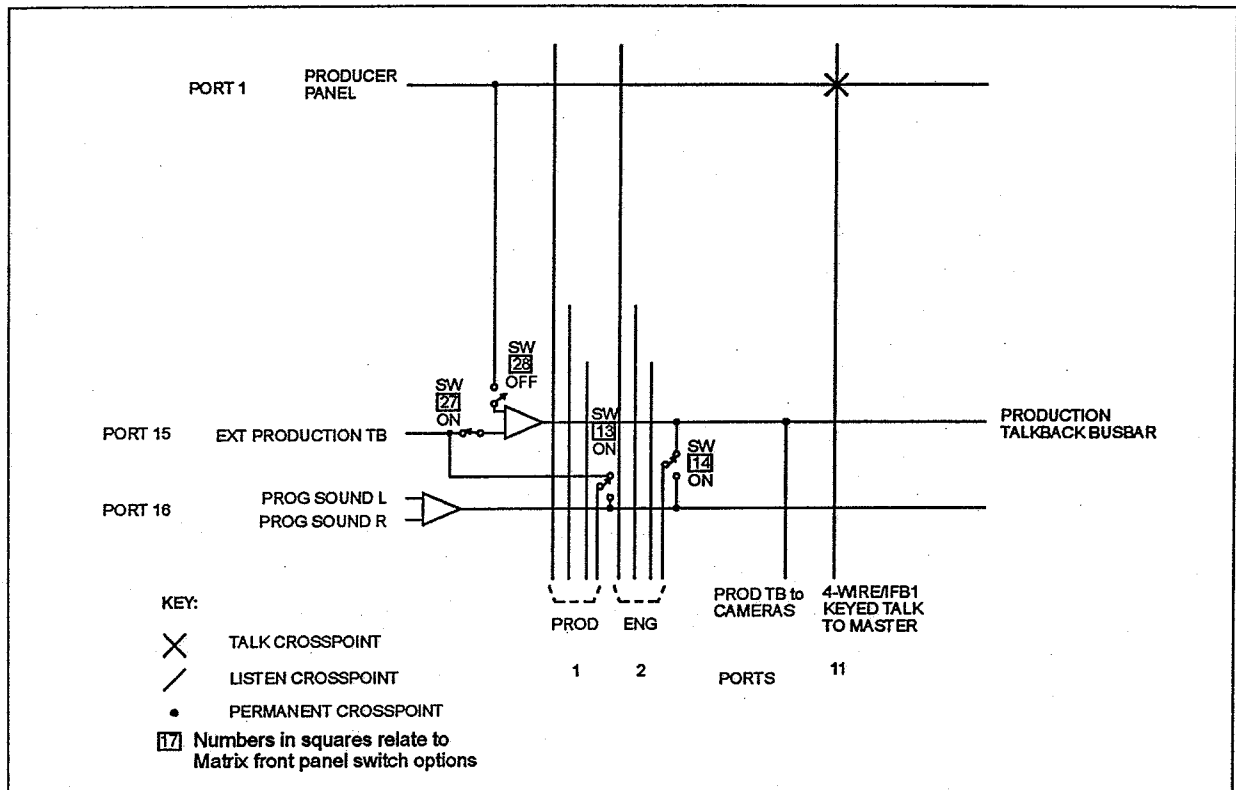 PORT 1
PRODUCER
PANEL
SW
28
OFF
SW
27
ON
SW
13
ON
SW
14
ON
PORT 15
EXT PRODUCTION TB
PRODUCTION
TALKBACK BUSBAR
PORT 16
PROG SOUND L
PROG SOUND R
PROD
ENG
PROD TB to
CAMERAS
4-WIRE/IFB1
KEYED TALK
TO MASTER
1
2
PORTS
11
KEY:
TALK CROSSPOINT
LISTEN CROSSPOINT
PERMANENT CROSSPOINT
17 Numbers in squares relate to
Matrix front panel switch options